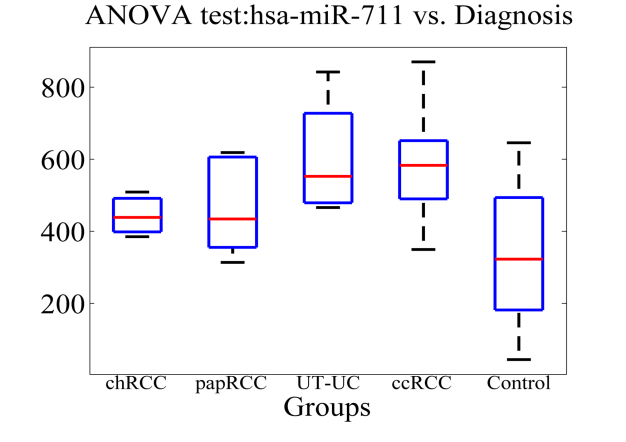 ANOVA test:hsa-miR-711 vs. Diagnosis
800
600
400
200
chRCC papRCC UT-UC ccRCC Control
Groups